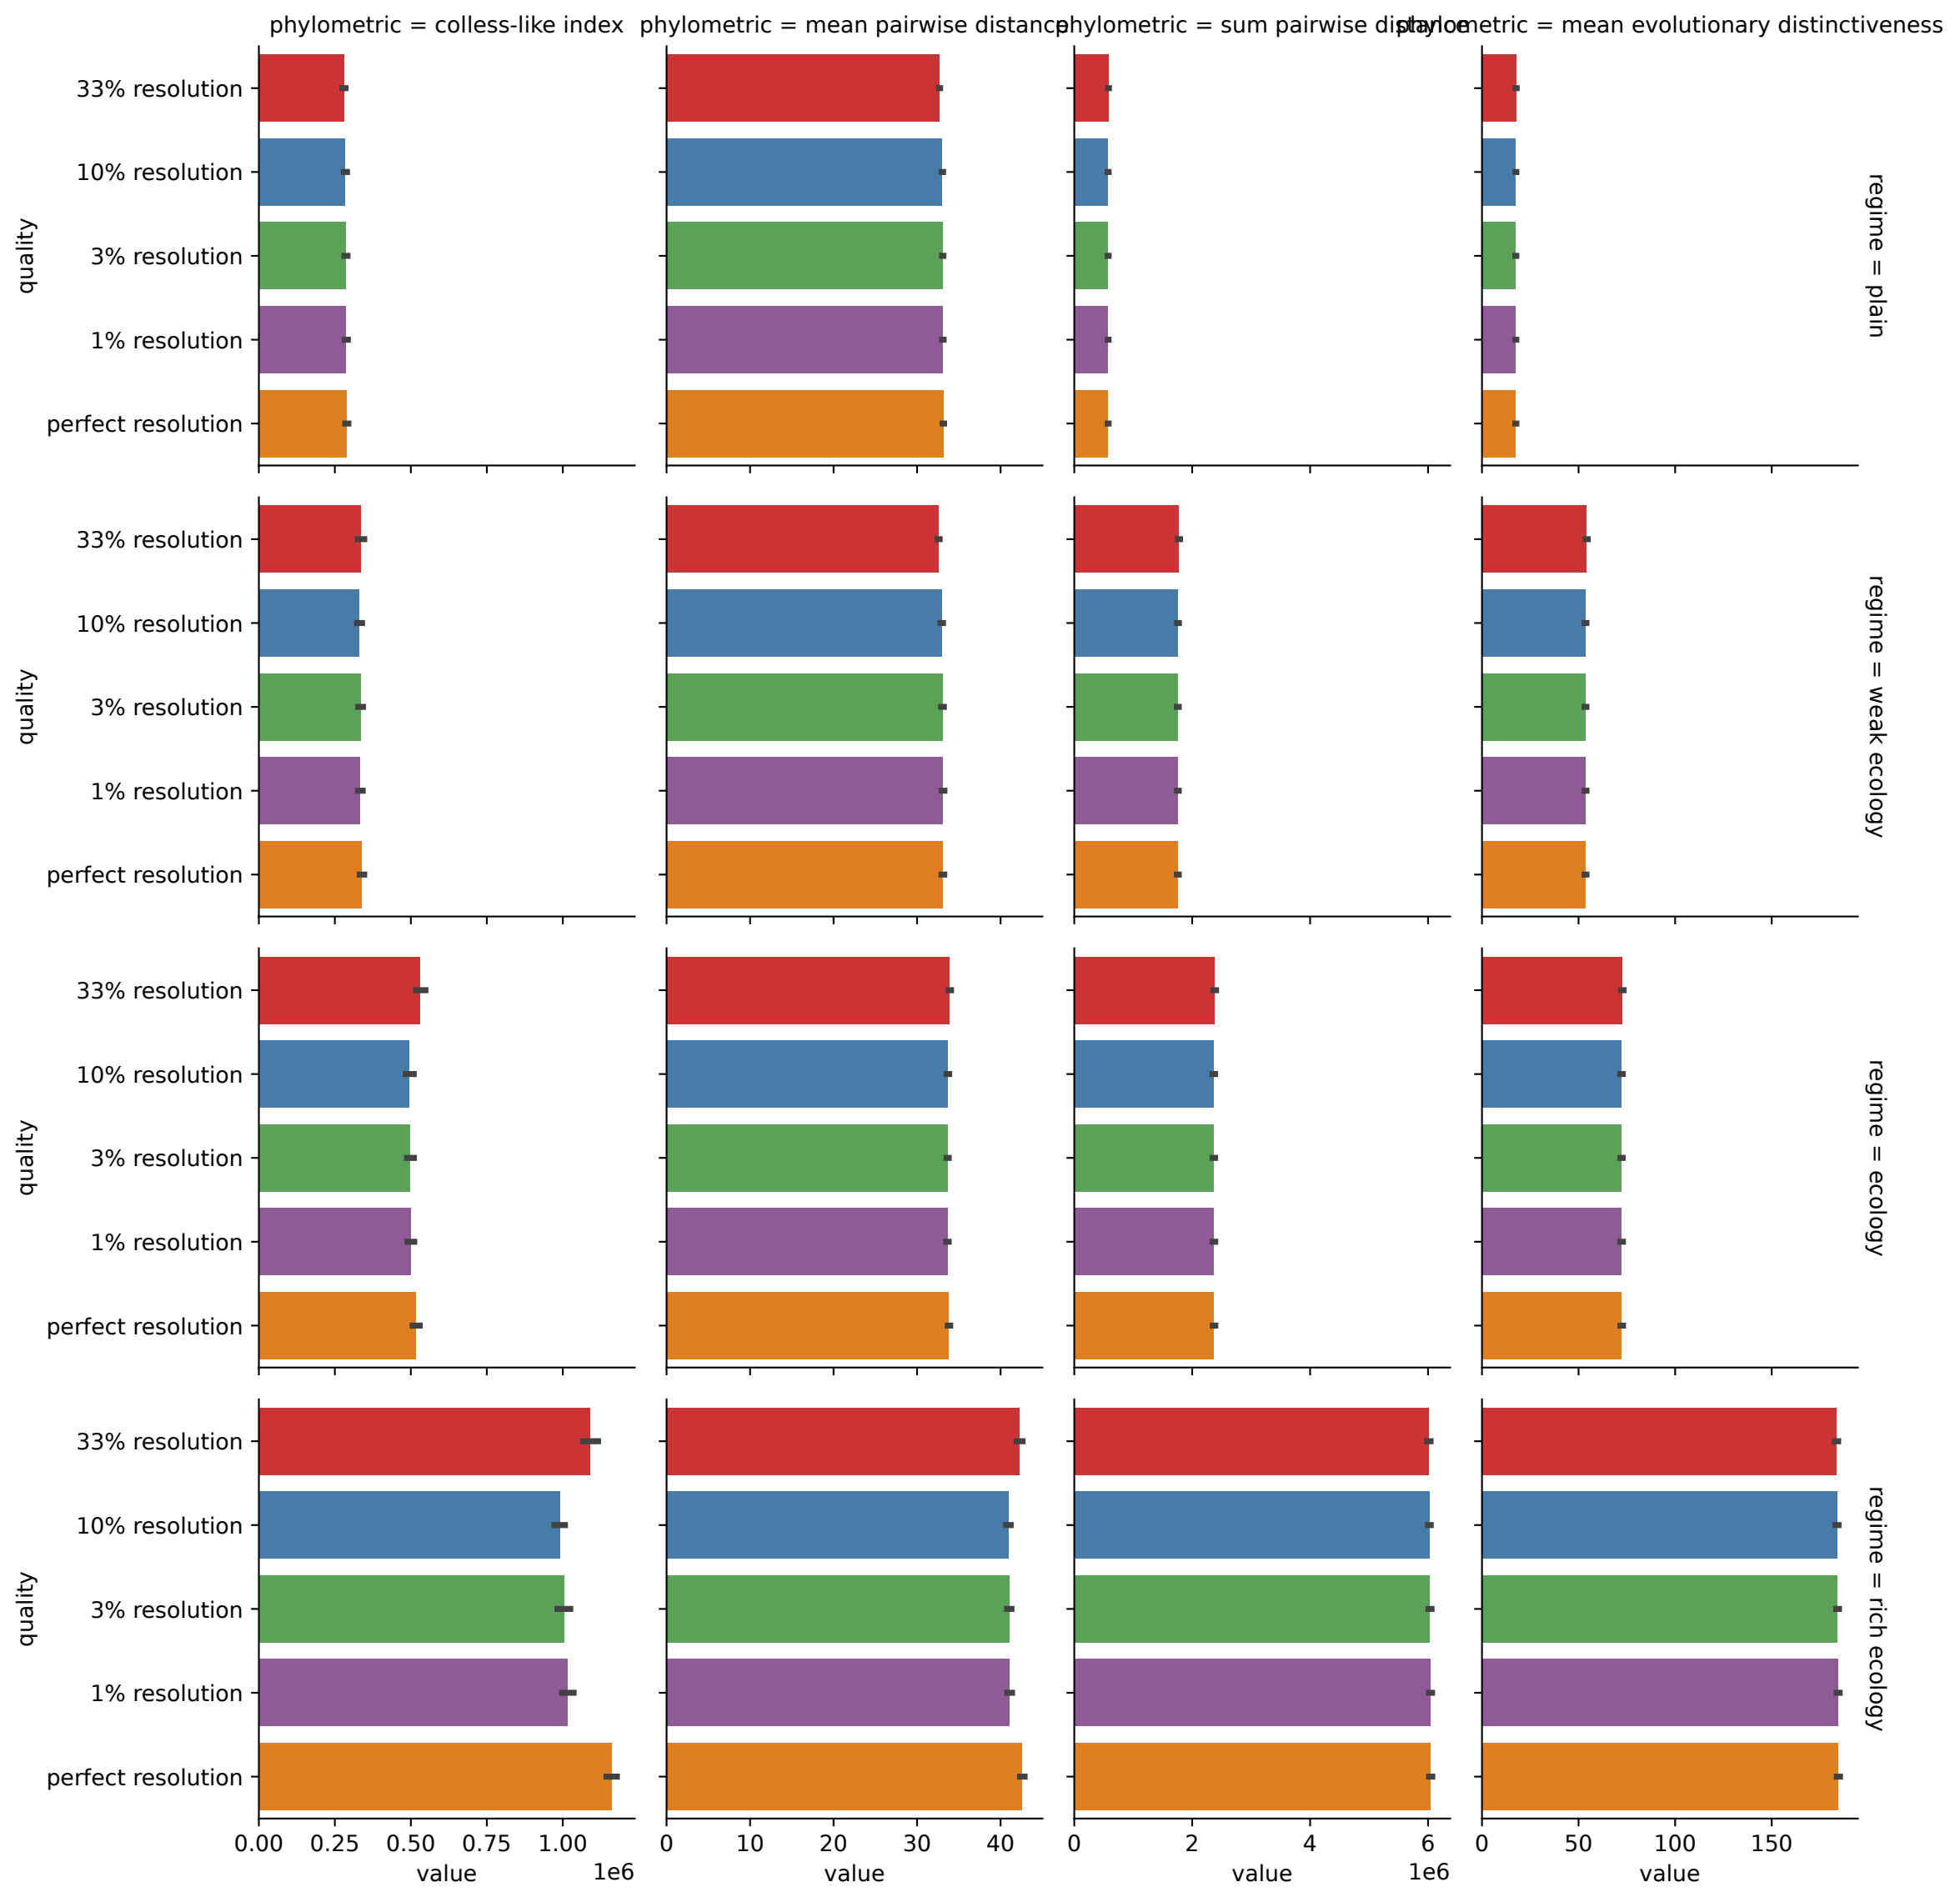 phylometric = colless-like index
phylometric = mean pairwise distance
phylometric = sum pairwise distance
phylometric = mean evolutionary distinctiveness
quality
33% resolution
10% resolution
3% resolution
1% resolution
perfect resolution
regime = plain
quality
33% resolution
10% resolution
3% resolution
1% resolution
perfect resolution
regime = weak ecology
quality
33% resolution
10% resolution
3% resolution
1% resolution
perfect resolution
regime = ecology
quality
33% resolution
10% resolution
3% resolution
1% resolution
perfect resolution
regime = rich ecology
0.00 0.25 0.50 0.75 1.00
value
1e6
0 10 20 30 40
value
0 2 4 6
value
1e6
0 50 100 150
value